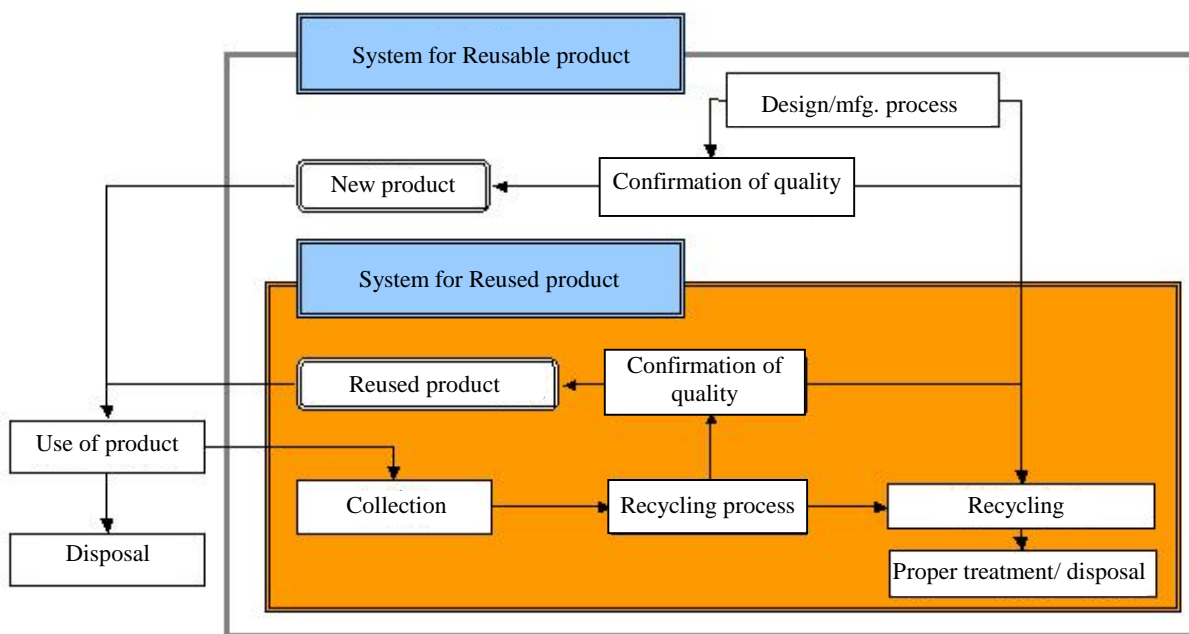 System for Reusable product
Design/mfg. process
New product
Confirmation of quality
System for Reused product
Reused product
Confirmation of
quality
Use of product
Collection
Recycling process
Recycling
Disposal
Proper treatment/ disposal